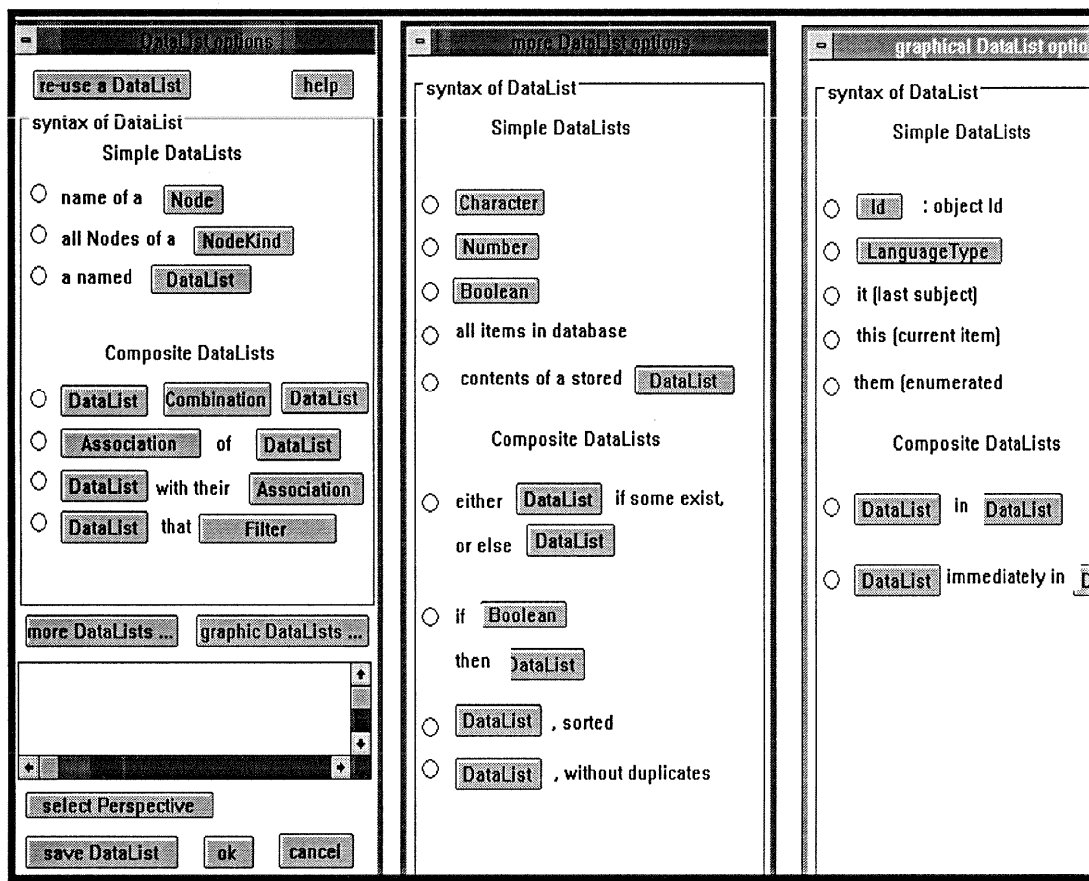 DataList options
re-use a DataList help
syntax of DataList
Simple DataLists
name of a Node
all Nodes of a NodeKind
a named DataList
Composite DataLists
DataList Combination DataList
Association of DataList
DataList with their Association
DataList that Filter
more DataLists ... graphic DataLists ...
select Perspective
save DataList ok cancel
more DataList options
syntax of DataList
Simple DataLists
Character
Number
Boolean
all items in database
contents of a stored DataList
Composite DataLists
either DataList if some exist,
or else DataList
if Boolean
then DataList
DataList , sorted
DataList , without duplicates
graphical DataList optio
syntax of DataList
Simple DataLists
Id : object Id
LanguageType
it (last subject)
this (current item)
them (enumerated
Composite DataLists
DataList in DataList
DataList immediately in D